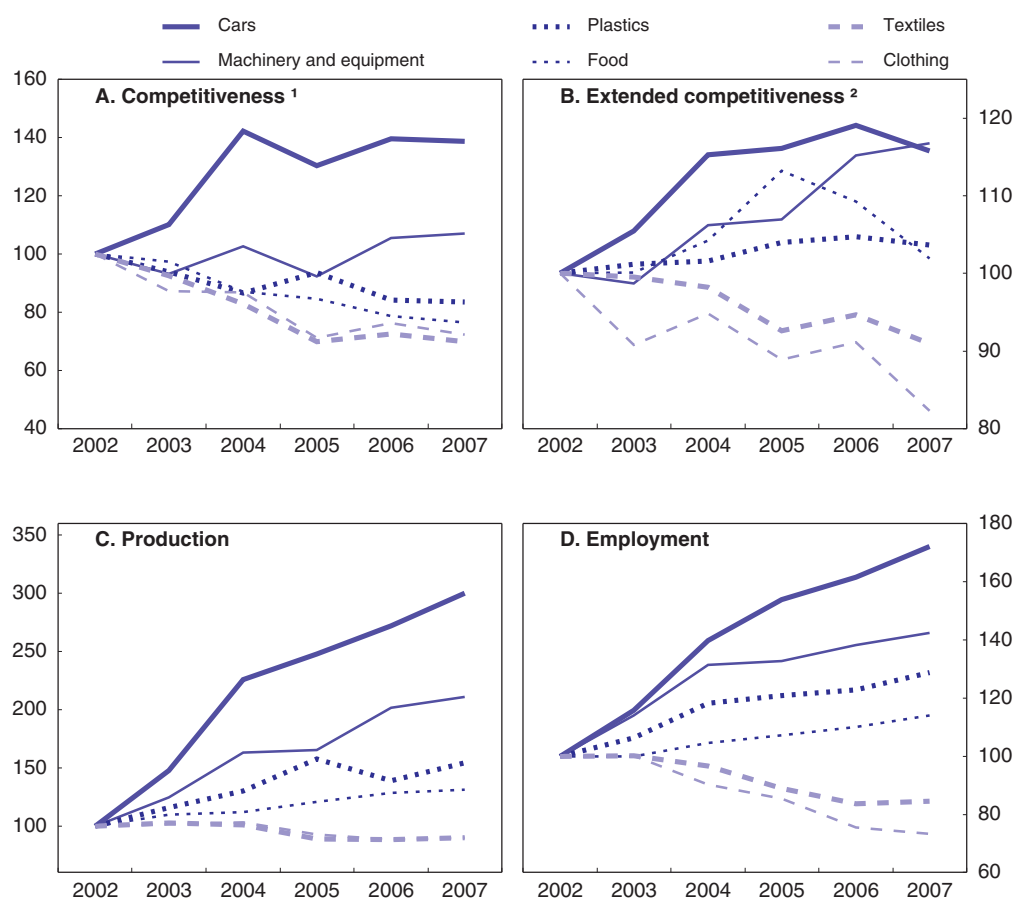 Cars Plastics Textiles
Machinery and equipment Food Clothing
A. Competitiveness ¹
160
140
120
100
80
60
40
2002 2003 2004 2005 2006 2007
B. Extended competitiveness ²
120
110
100
90
80
2002 2003 2004 2005 2006 2007
C. Production
350
300
250
200
150
100
2002 2003 2004 2005 2006 2007
D. Employment
180
160
140
120
100
80
60
2002 2003 2004 2005 2006 2007